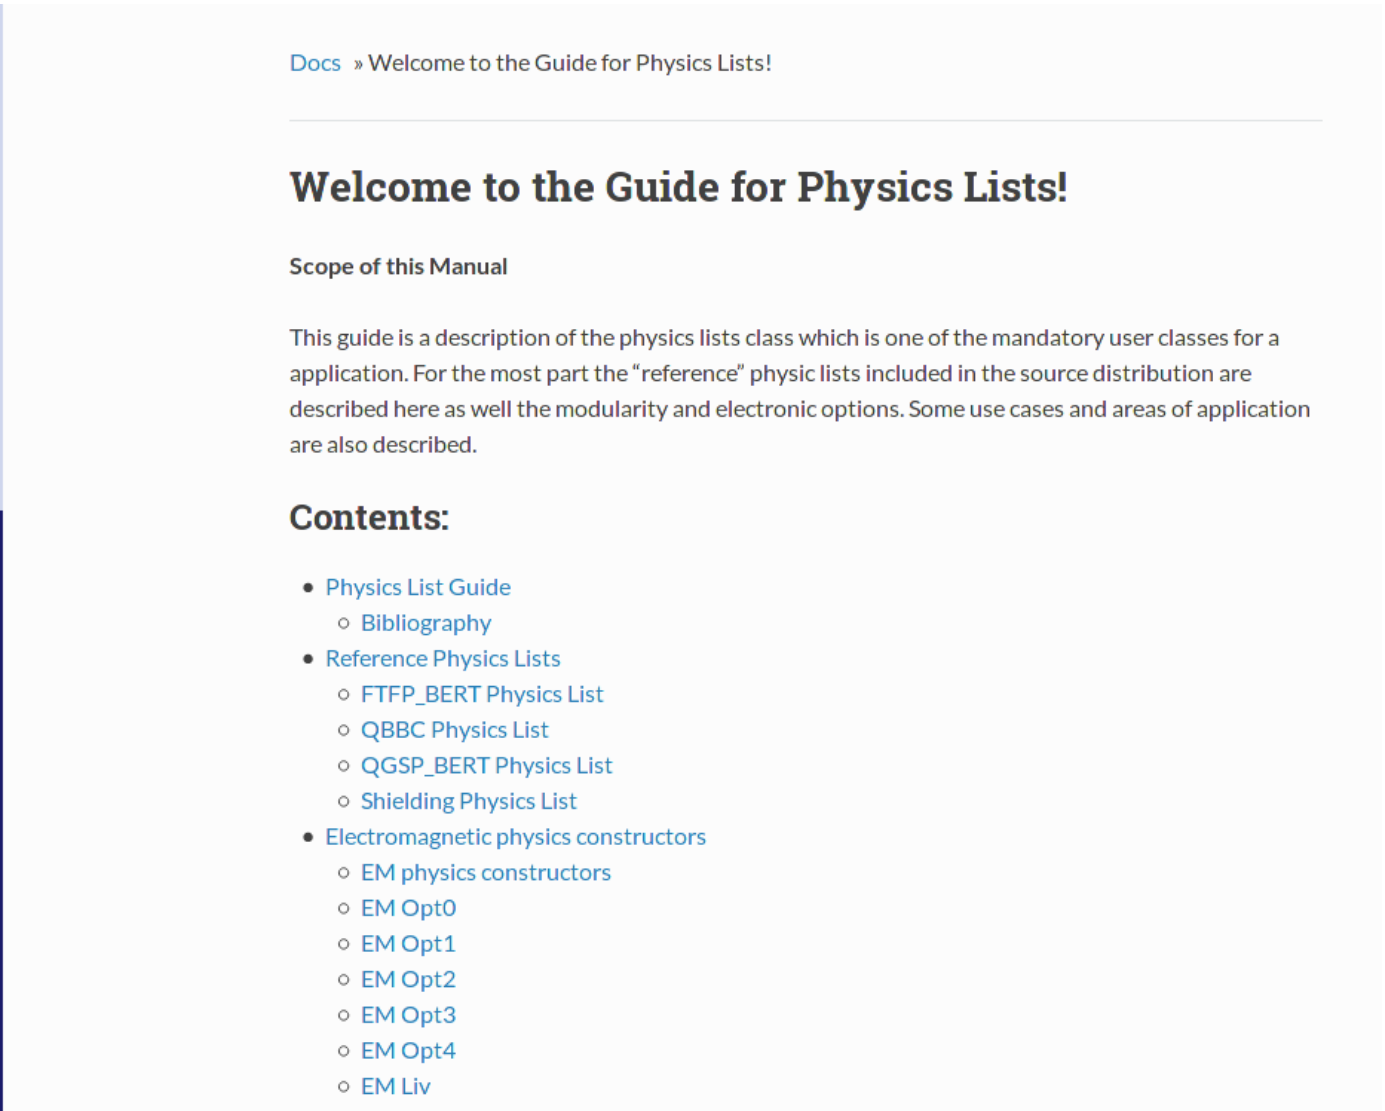 Docs » Welcome to the Guide for Physics Lists!
Welcome to the Guide for Physics Lists!
Scope of this Manual
This guide is a description of the physics lists class which is one of the mandatory user classes for a
application. For the most part the “reference” physic lists included in the source distribution are
described here as well the modularity and electronic options. Some use cases and areas of application
are also described.
Contents:
Physics List Guide
Bibliography
Reference Physics Lists
FTFP_BERT Physics List
QBBC Physics List
QGSP_BERT Physics List
Shielding Physics List
Electromagnetic physics constructors
EM physics constructors
EM Opt0
EM Opt1
EM Opt2
EM Opt3
EM Opt4
EM Liv